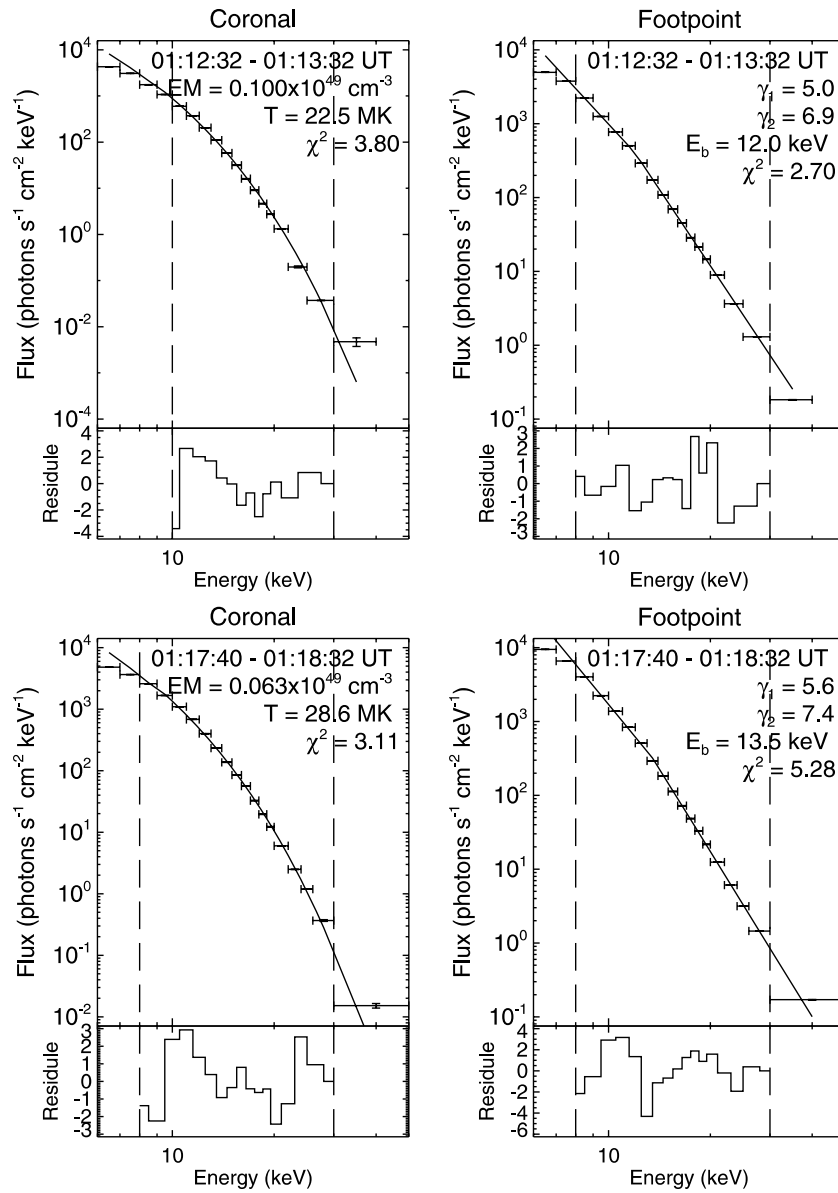 Coronal
01:12:32 - 01:13:32 UT
EM = 0.100x10^49 cm^-3
T = 22.5 MK
χ^2 = 3.80
Flux (photons s^-1 cm^-2 keV^-1)
10^4
10^2
10^0
10^-2
10^-4
Residule
4
2
0
-2
-4
10
Energy (keV)
Footpoint
01:12:32 - 01:13:32 UT
γ_1 = 5.0
γ_2 = 6.9
E_b = 12.0 keV
χ^2 = 2.70
Flux (photons s^-1 cm^-2 keV^-1)
10^4
10^3
10^2
10^1
10^0
10^-1
Residule
3
2
1
0
-1
-2
-3
10
Energy (keV)
Coronal
01:17:40 - 01:18:32 UT
EM = 0.063x10^49 cm^-3
T = 28.6 MK
χ^2 = 3.11
Flux (photons s^-1 cm^-2 keV^-1)
10^4
10^3
10^2
10^1
10^0
10^-1
10^-2
Residule
3
2
1
0
-1
-2
-3
10
Energy (keV)
Footpoint
01:17:40 - 01:18:32 UT
γ_1 = 5.6
γ_2 = 7.4
E_b = 13.5 keV
χ^2 = 5.28
Flux (photons s^-1 cm^-2 keV^-1)
10^4
10^3
10^2
10^1
10^0
10^-1
Residule
4
2
0
-2
-4
-6
10
Energy (keV)